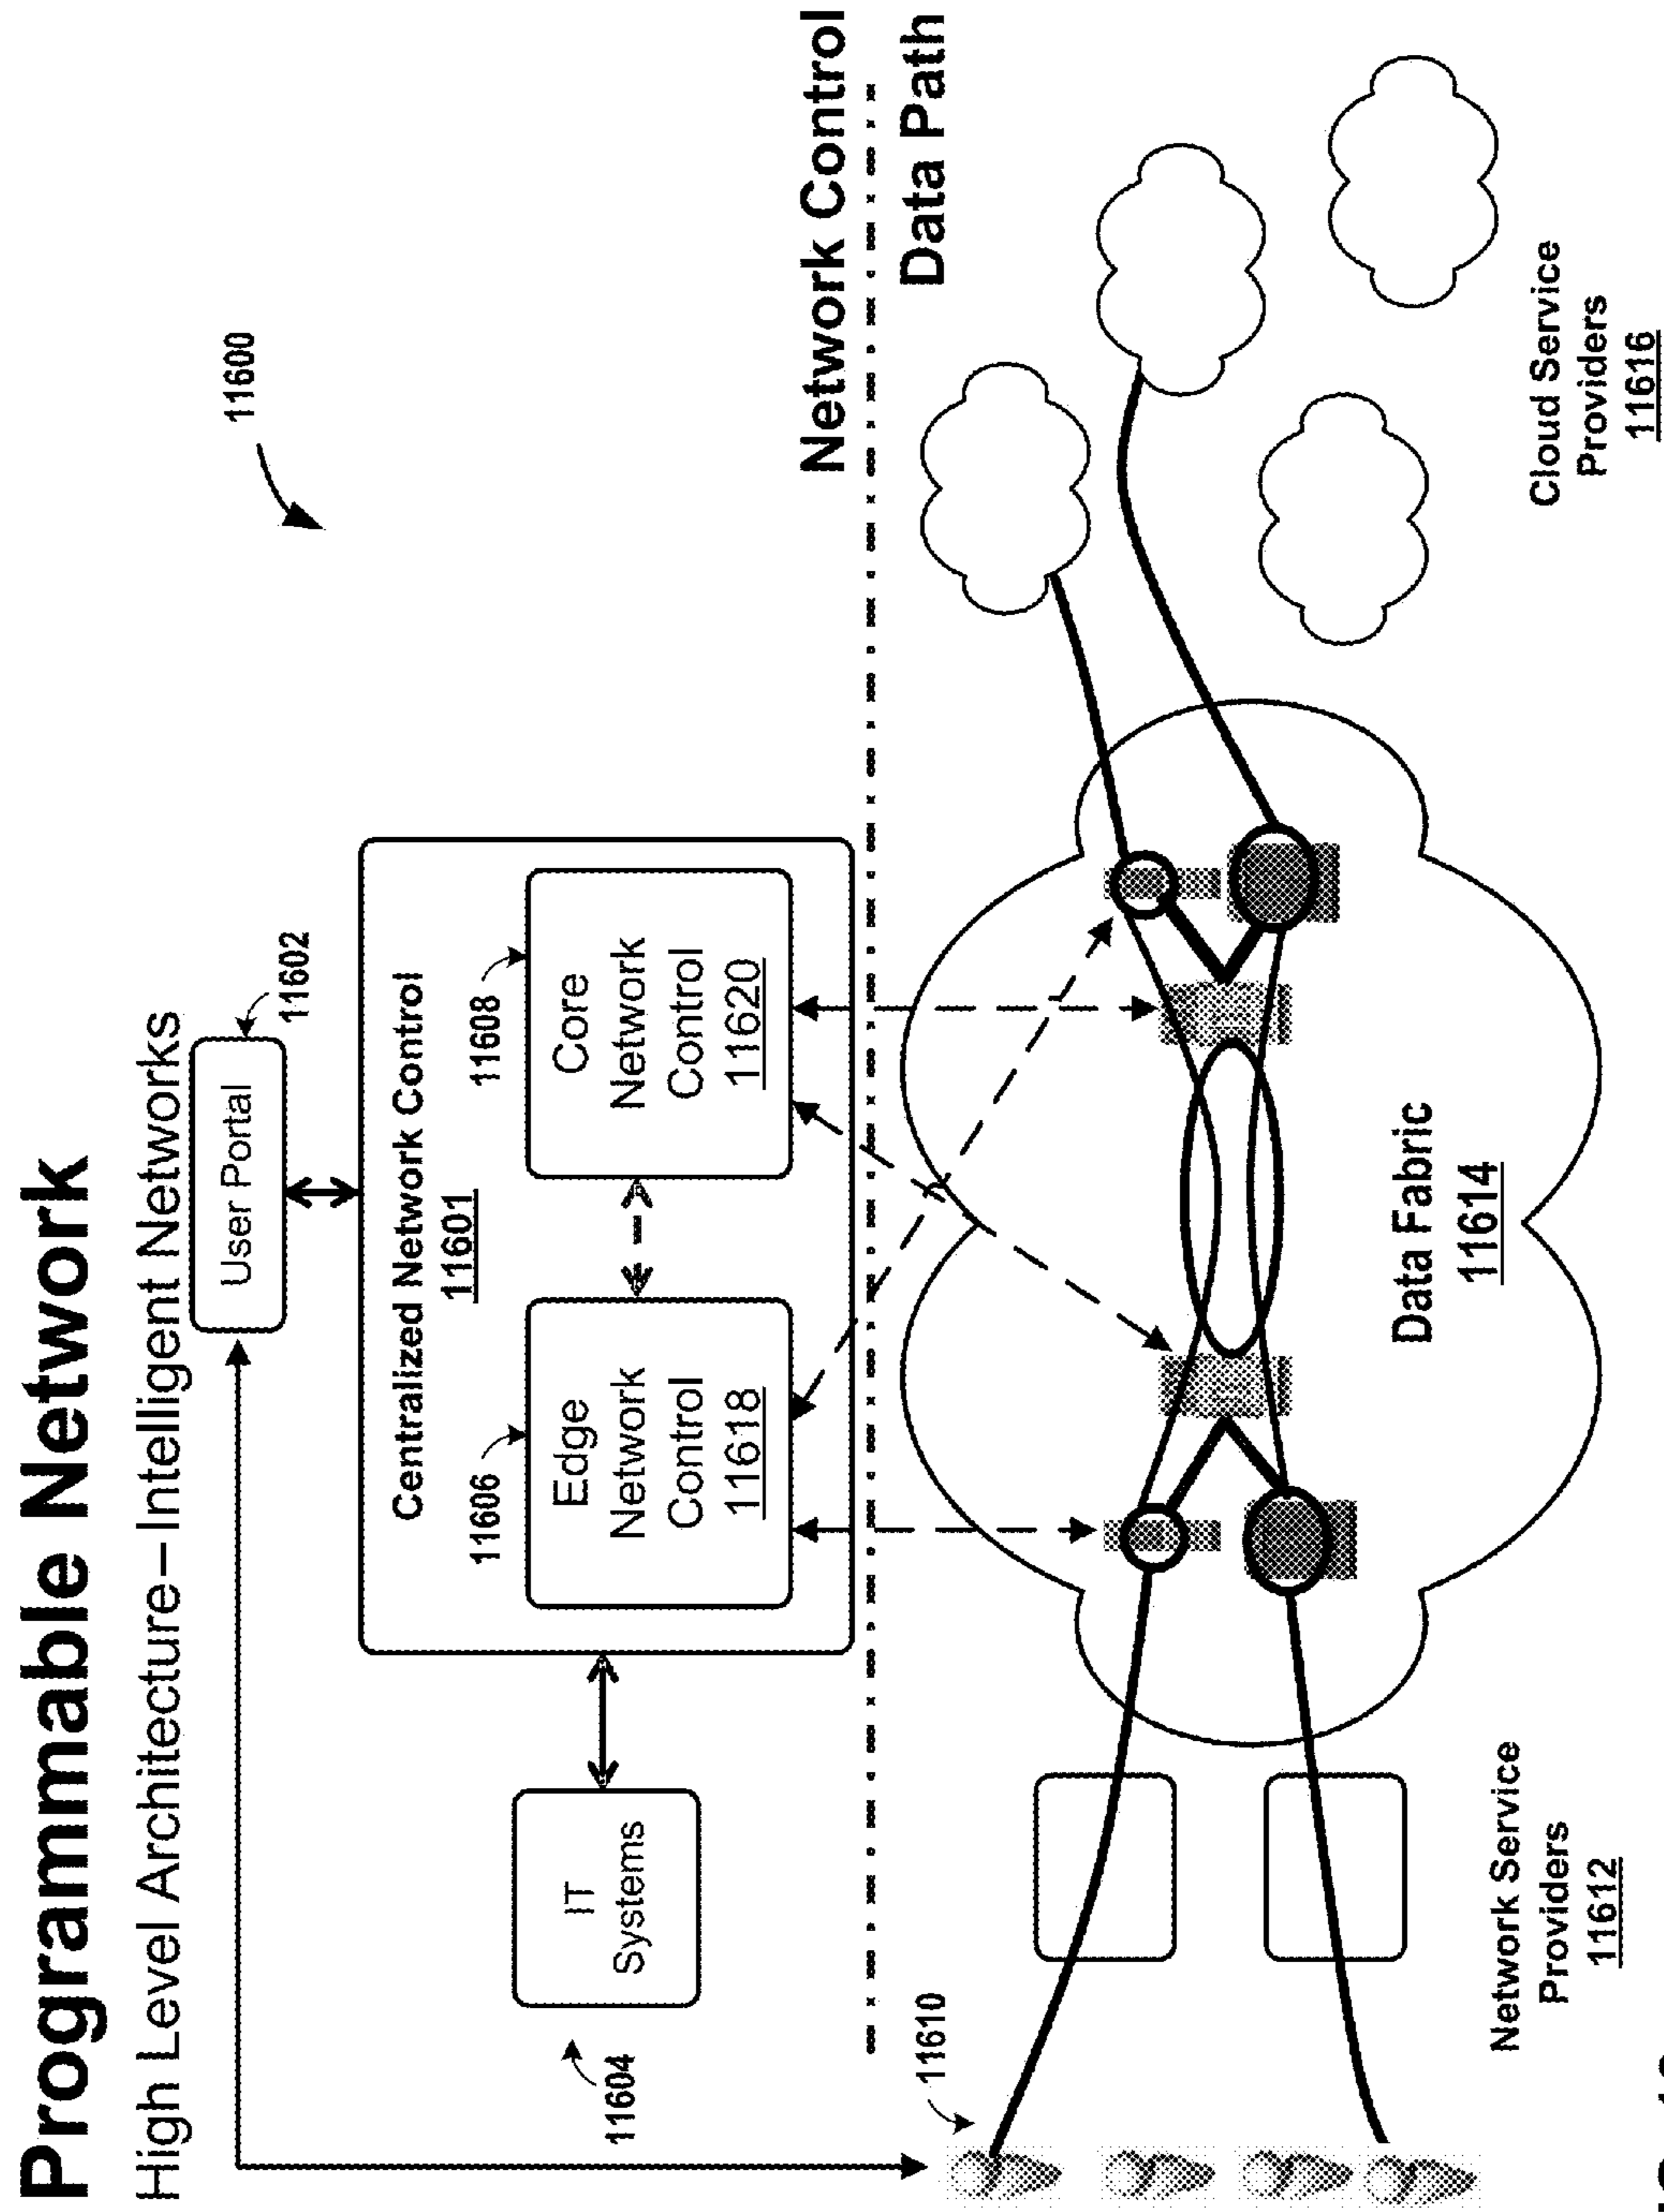 Programmable Network
High Level Architecture–Intelligent Networks
11600
User Portal
11602
Centralized Network Control
11601
11606
11608
Edge
Network
Control
11618
Core
Network
Control
11620
IT
Systems
11604
Network Control
Data Path
11610
Network Service
Providers
11612
Data Fabric
11614
Cloud Service
Providers
11616